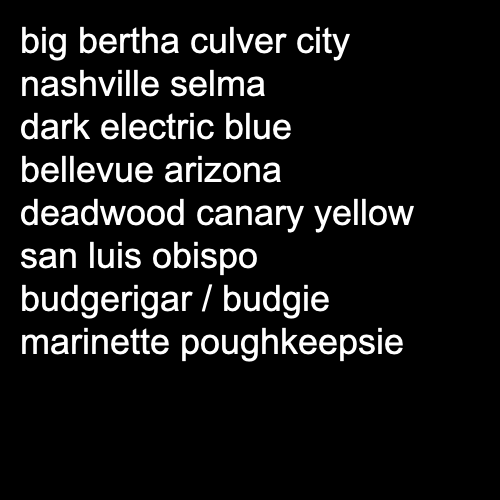 big bertha culver city
nashville selma
dark electric blue
bellevue arizona
deadwood canary yellow
san luis obispo
budgerigar / budgie
marinette poughkeepsie